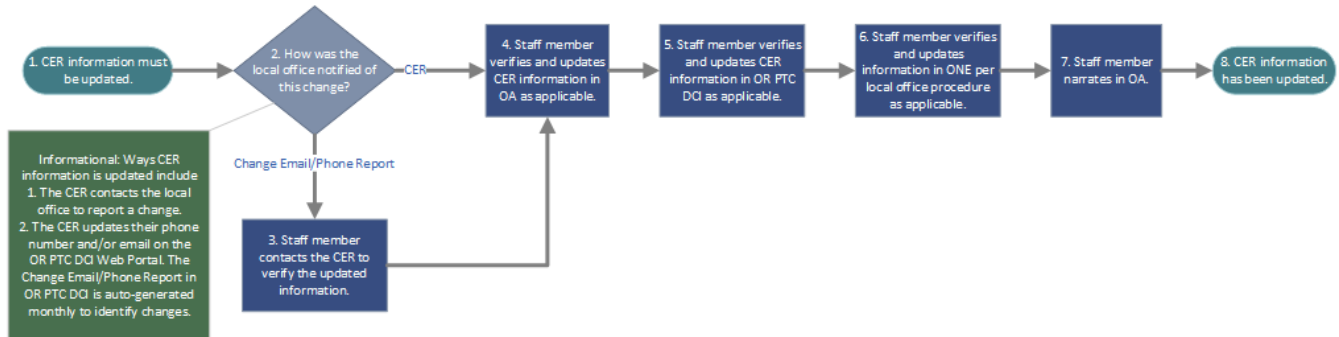 1. CER information must
be updated.
2. How was the
local office notified of
this change?
CER
4. Staff member
verifies and updates
CER information in
OA as applicable.
5. Staff member verifies
and updates CER
information in OR PTC
DCI as applicable.
6. Staff member verifies
and updates
information in ONE per
local office procedure
as applicable.
7. Staff member
narrates in OA.
8. CER information
has been updated.
Informational: Ways CER
information is updated include
1. The CER contacts the local
office to report a change.
2. The CER updates their phone
number and/or email on the
OR PTC DCI Web Portal. The
Change Email/Phone Report in
OR PTC DCI is auto-generated
monthly to identify changes.
Change Email/Phone Report
3. Staff member
contacts the CER to
verify the updated
information.